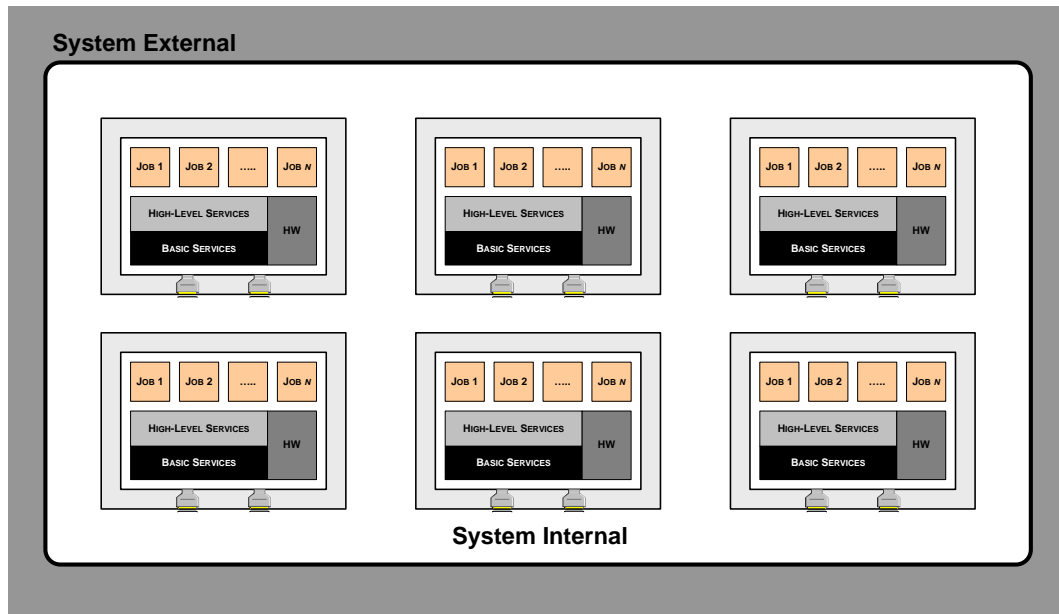 System External
JOB 1 JOB 2 ..... JOB N
HIGH-LEVEL SERVICES
HW
BASIC SERVICES
JOB 1 JOB 2 ..... JOB N
HIGH-LEVEL SERVICES
HW
BASIC SERVICES
JOB 1 JOB 2 ..... JOB N
HIGH-LEVEL SERVICES
HW
BASIC SERVICES
JOB 1 JOB 2 ..... JOB N
HIGH-LEVEL SERVICES
HW
BASIC SERVICES
JOB 1 JOB 2 ..... JOB N
HIGH-LEVEL SERVICES
HW
BASIC SERVICES
JOB 1 JOB 2 ..... JOB N
HIGH-LEVEL SERVICES
HW
BASIC SERVICES
System Internal